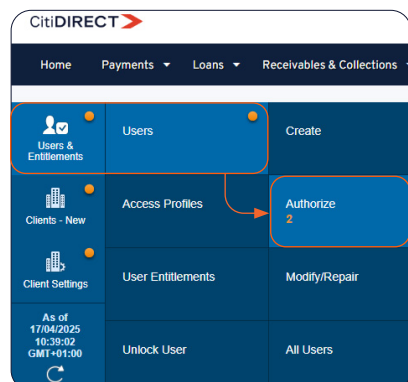 CitiDIRECT
Home Payments Loans Receivables & Collections
Users &
Entitlements
Users
Create
Clients - New
Access Profiles
Authorize
2
Client Settings
User Entitlements
Modify/Repair
As of
17/04/2025
10:39:02
GMT+01:00
Unlock User
All Users